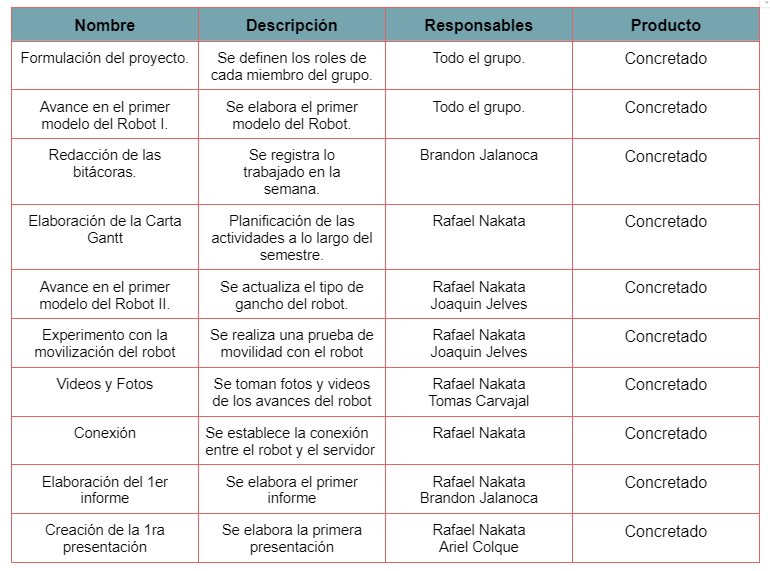 Nombre Descripción Responsables Producto
Formulación del proyecto. Se definen los roles de Todo el grupo. Concretado
cada miembro del grupo.
Avance en el primer Se elabora el primer Todo el grupo. Concretado
modelo del Robot I. modelo del Robot.
Redacción de las Se registra lo Brandon Jalanoca Concretado
bitácoras. trabajado en la
semana.
Elaboración de la Carta Planificación de las Rafael Nakata Concretado
Gantt actividades a lo largo del
semestre.
Avance en el primer Se actualiza el tipo de Rafael Nakata Concretado
modelo del Robot II. gancho del robot. Joaquin Jelves
Experimento con la Se realiza una prueba de Rafael Nakata Concretado
movilización del robot movilidad con el robot Joaquin Jelves
Videos y Fotos Se toman fotos y videos Rafael Nakata Concretado
de los avances del robot Tomas Carvajal
Conexión Se establece la conexión Rafael Nakata Concretado
entre el robot y el servidor
Elaboración del 1er Se elabora el primer Rafael Nakata Concretado
informe informe Brandon Jalanoca
Creación de la 1ra Se elabora la primera Rafael Nakata Concretado
presentación presentación Ariel Colque